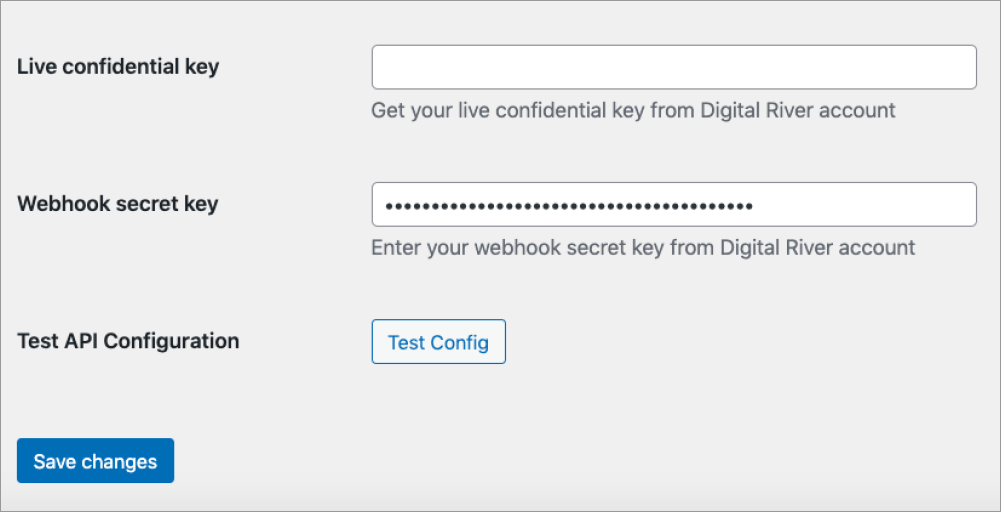 Live confidential key
Get your live confidential key from Digital River account
Webhook secret key
••••••••••••••••••••••••••••••••••••••••
Enter your webhook secret key from Digital River account
Test API Configuration
Test Config
Save changes